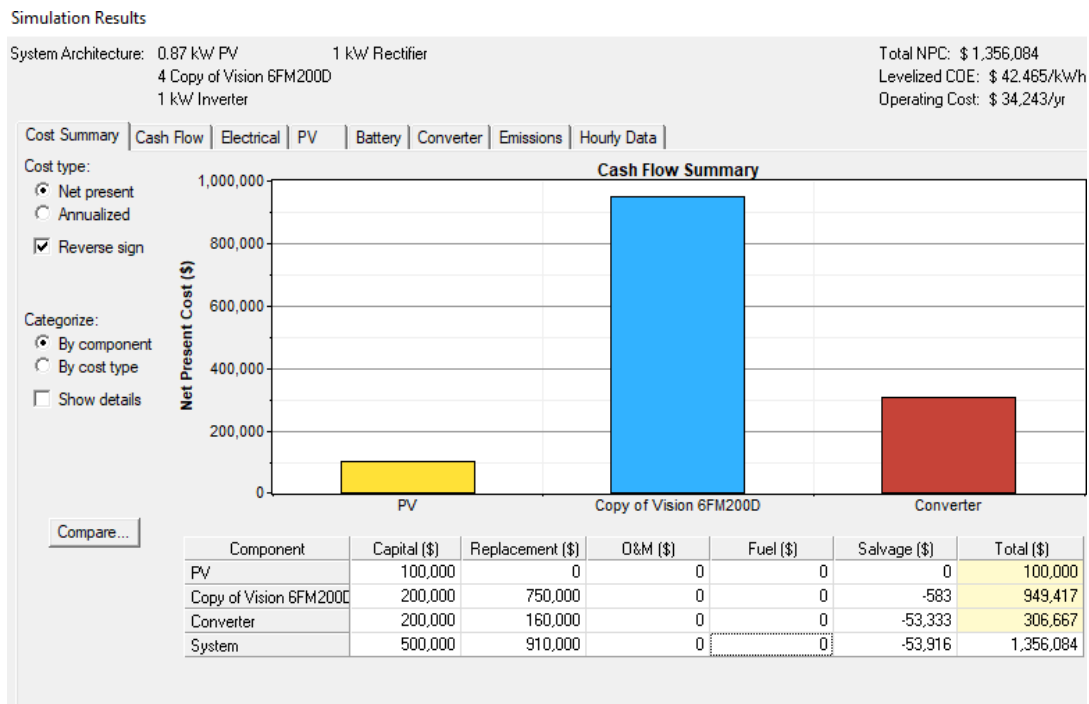 Simulation Results
System Architecture: 0.87 kW PV 1 kW Rectifier
4 Copy of Vision 6FM200D
1 kW Inverter
Total NPC: $ 1,356,084
Levelized COE: $ 42.465/kWh
Operating Cost: $ 34,243/yr
Cost Summary Cash Flow Electrical PV Battery Converter Emissions Hourly Data
Cost type:
Net present
Annualized
Reverse sign
Categorize:
By component
By cost type
Show details
Compare...
Cash Flow Summary
Net Present Cost ($)
1,000,000
800,000
600,000
400,000
200,000
0
PV Copy of Vision 6FM200D Converter
Component Capital ($) Replacement ($) O&M ($) Fuel ($) Salvage ($) Total ($)
PV 100,000 0 0 0 0 100,000
Copy of Vision 6FM200D 200,000 750,000 0 0 -583 949,417
Converter 200,000 160,000 0 0 -53,333 306,667
System 500,000 910,000 0 0 -53,916 1,356,084